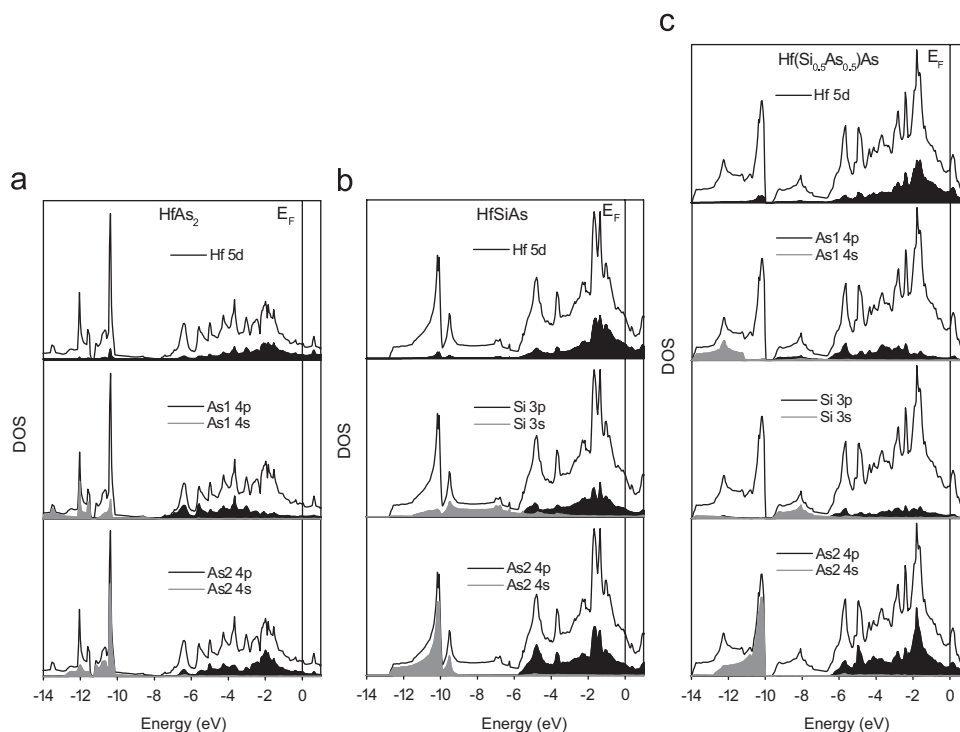 a
HfAs₂
E_F
Hf 5d
As1 4p
As1 4s
As2 4p
As2 4s
DOS
-14 -12 -10 -8 -6 -4 -2 0
Energy (eV)
b
HfSiAs
E_F
Hf 5d
Si 3p
Si 3s
As2 4p
As2 4s
DOS
-14 -12 -10 -8 -6 -4 -2 0
Energy (eV)
c
Hf(Si₀.₅As₀.₅)As
E_F
Hf 5d
As1 4p
As1 4s
Si 3p
Si 3s
As2 4p
As2 4s
DOS
-14 -12 -10 -8 -6 -4 -2 0
Energy (eV)